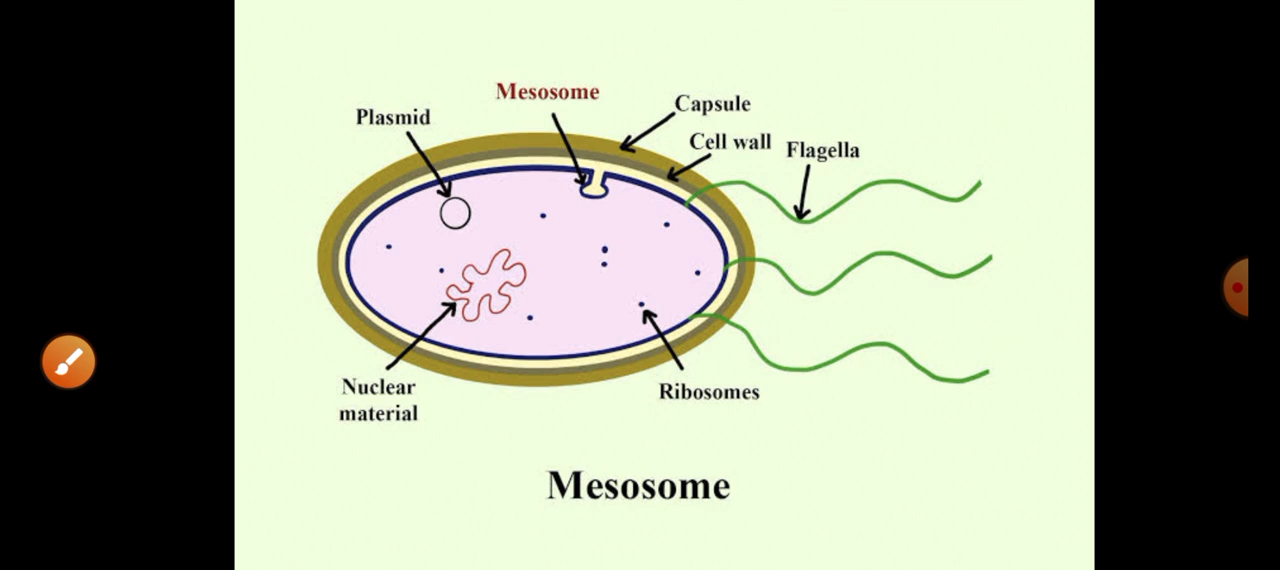 Mesosome
Capsule
Plasmid
Cell wall
Flagella
Nuclear
material
Ribosomes
Mesosome